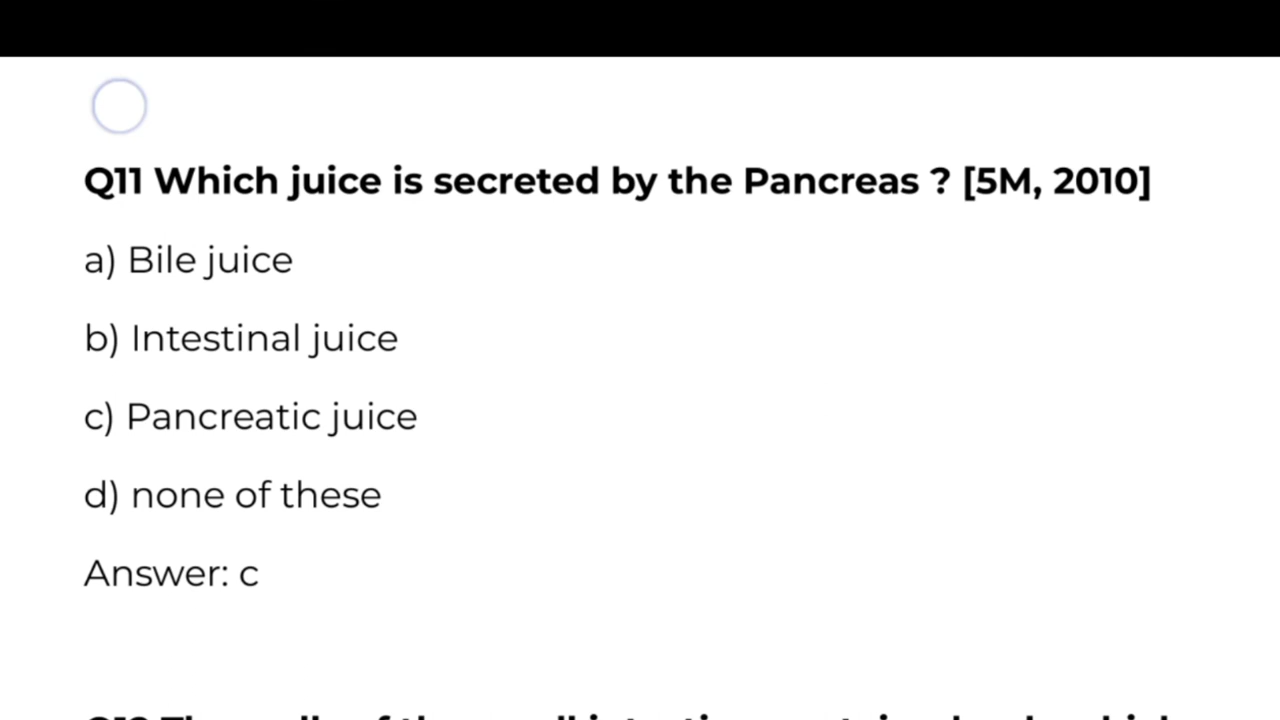 Q11 Which juice is secreted by the Pancreas ? [5M, 2010]
a) Bile juice
b) Intestinal juice
c) Pancreatic juice
d) none of these
Answer: c